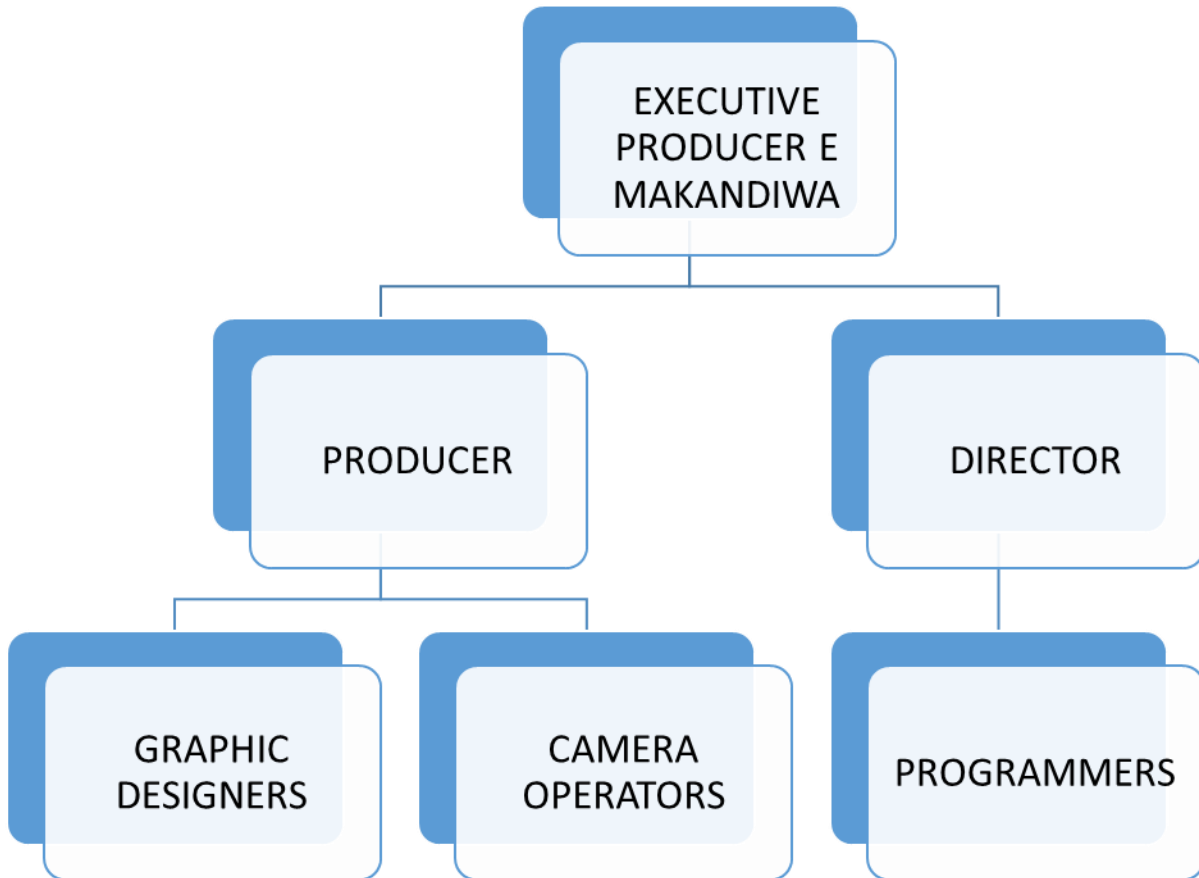 EXECUTIVE
PRODUCER E
MAKANDIWA
PRODUCER
DIRECTOR
GRAPHIC
DESIGNERS
CAMERA
OPERATORS
PROGRAMMERS